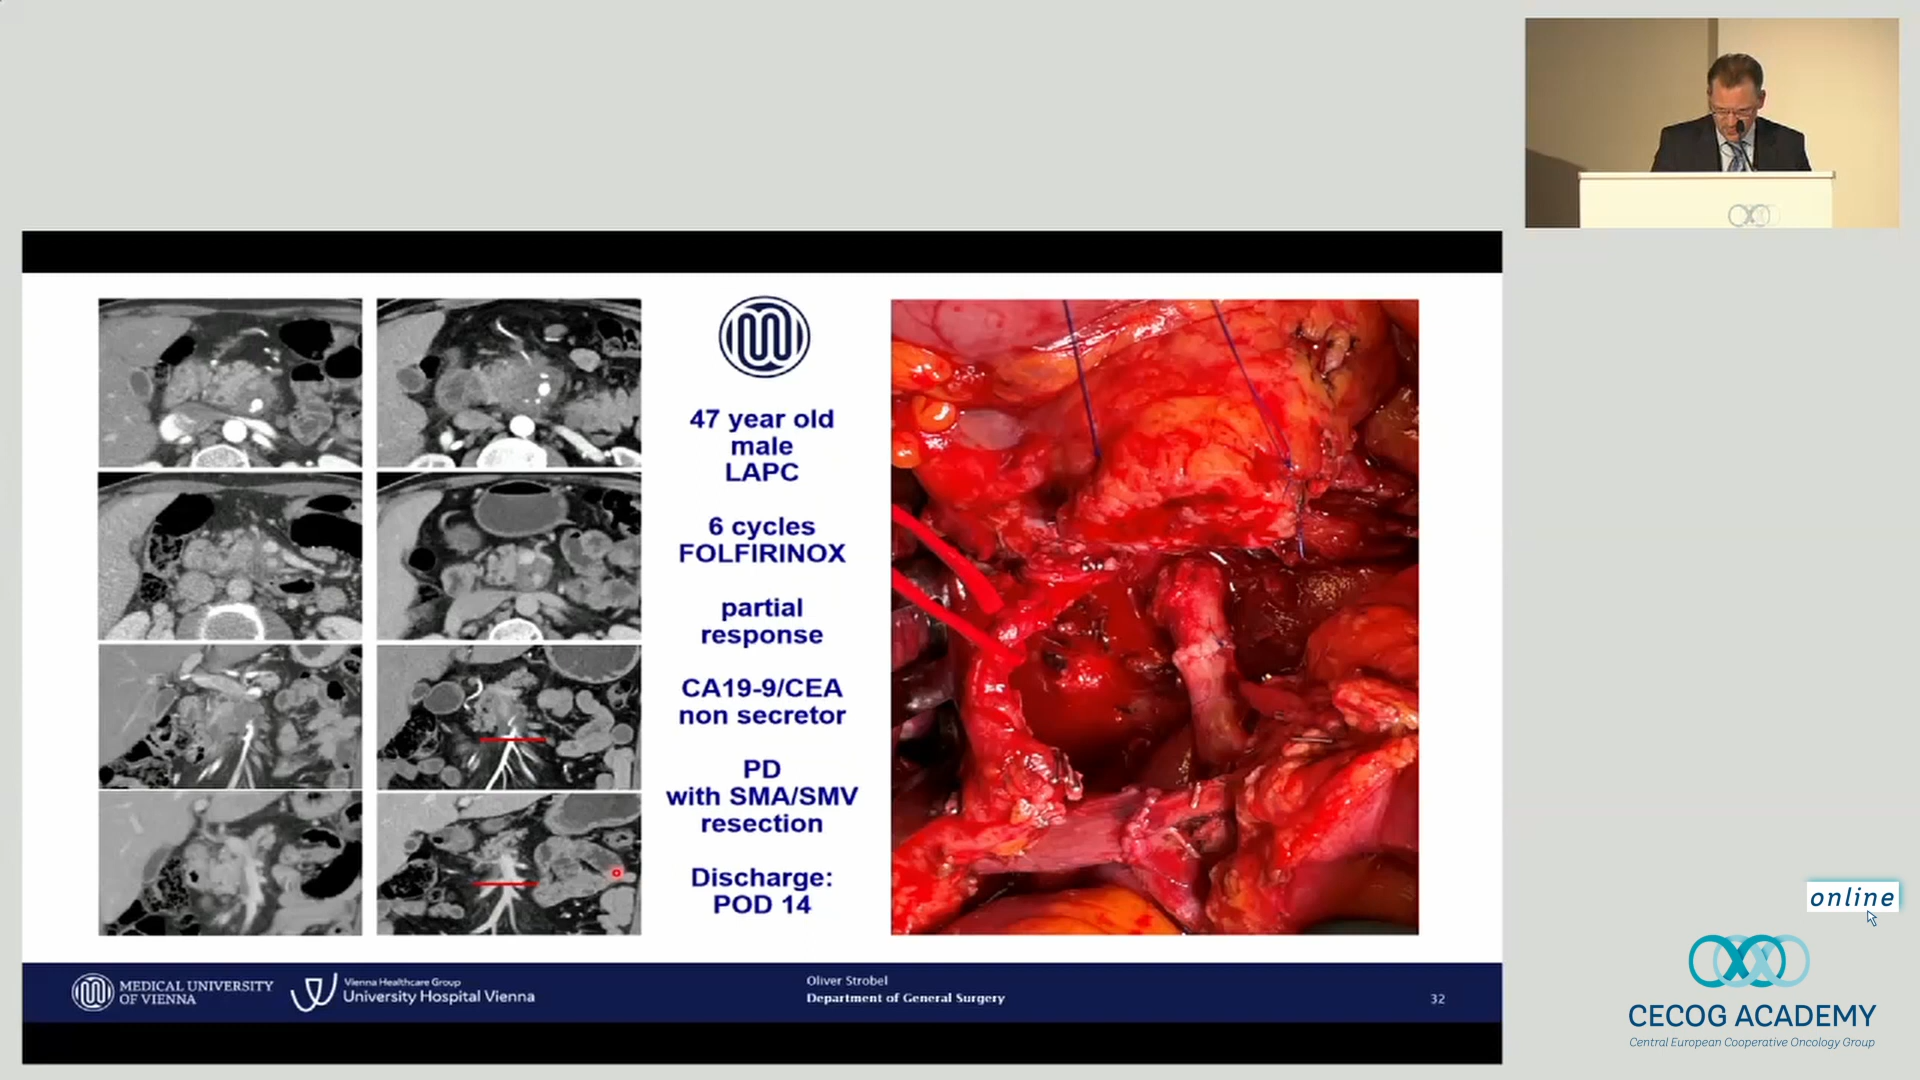 47 year old
male
LAPC
6 cycles
FOLFIRINOX
partial
response
CA19-9/CEA
non secretor
PD
with SMA/SMV
resection
Discharge:
POD 14
MEDICAL UNIVERSITY
OF VIENNA
Vienna Healthcare Group
University Hospital Vienna
Oliver Strobel
Department of General Surgery
32
online
CECOG ACADEMY
Central European Cooperative Oncology Group